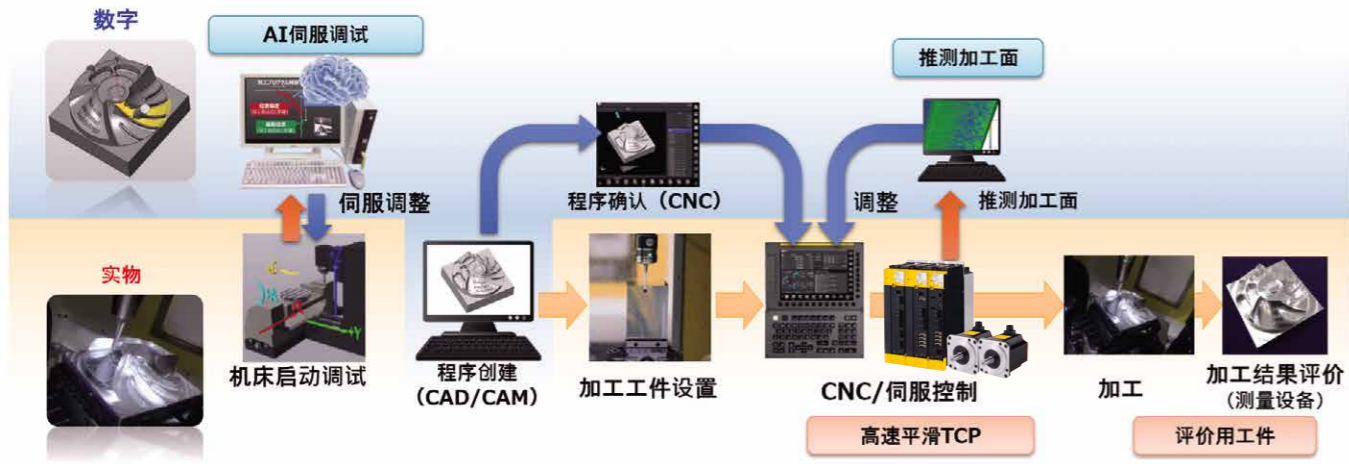 数字
AI伺服调试
推测加工面
伺服调整
程序确认（CNC）
调整
推测加工面
实物
机床启动调试
程序创建
（CAD/CAM）
加工工件设置
CNC/伺服控制
加工
加工结果评价
（测量设备）
高速平滑TCP
评价用工件